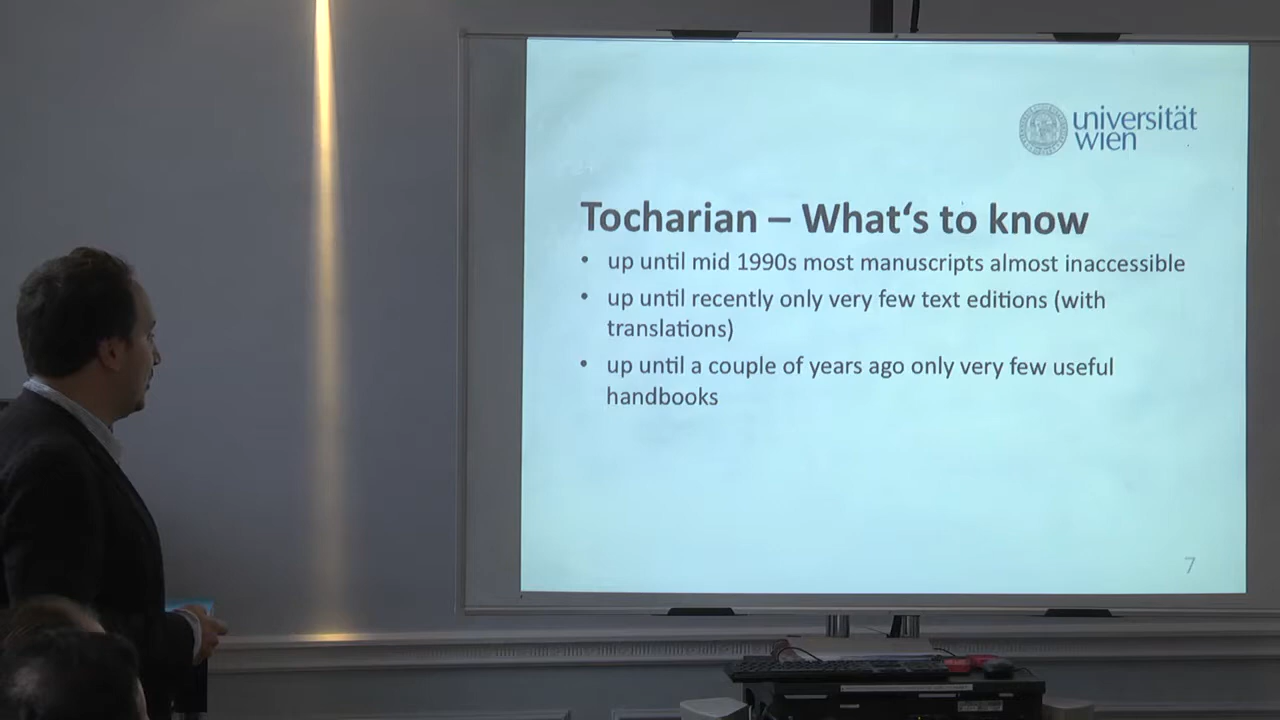 universität
wien
Tocharian – What‘s to know
• up until mid 1990s most manuscripts almost inaccessible
• up until recently only very few text editions (with
translations)
• up until a couple of years ago only very few useful
handbooks
7